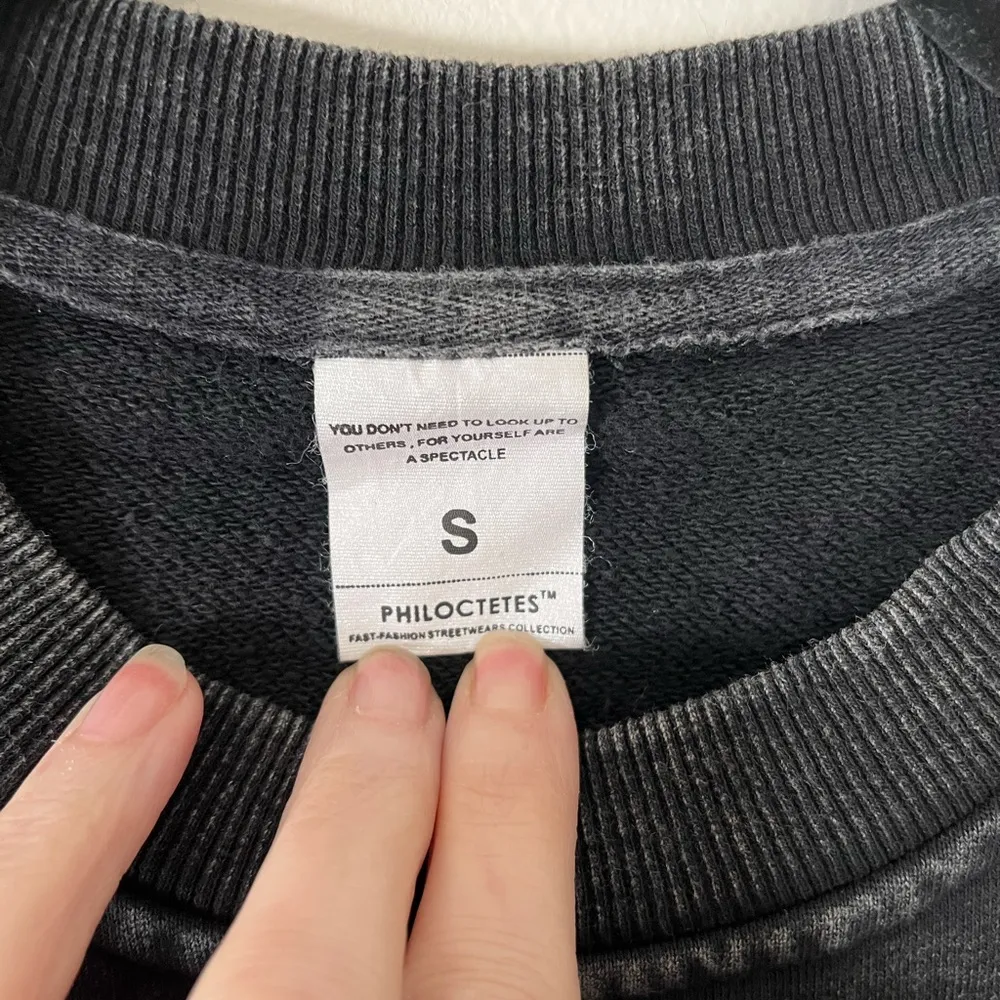 YOU DON'T NEED TO LOOK UP TO
OTHERS , FOR YOURSELF ARE
A SPECTACLE
S
PHILOCTETES™
FAST-FASHION STREETWEARS COLLECTION